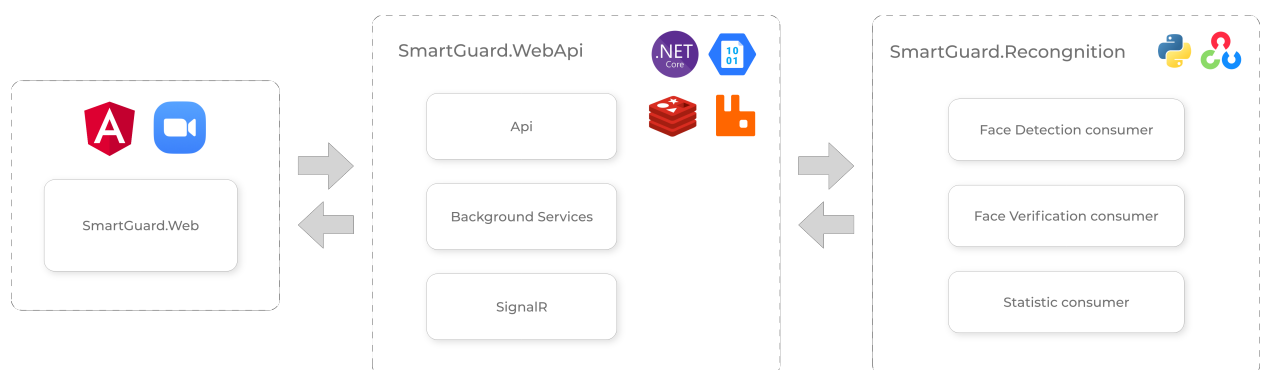 SmartGuard.Web
SmartGuard.WebApi
.NET
Core
10
01
Api
Background Services
SignalR
SmartGuard.Recongnition
Face Detection consumer
Face Verification consumer
Statistic consumer